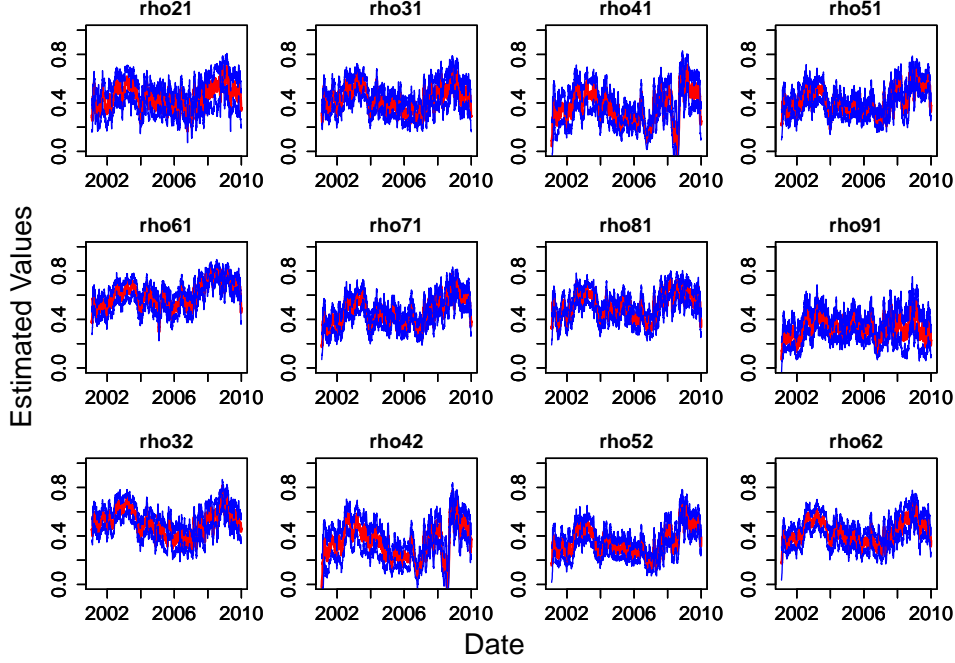 rho21 rho31 rho41 rho51
0.0 0.4 0.8 0.0 0.4 0.8 0.0 0.4 0.8 0.0 0.4 0.8
2002 2006 2010 2002 2006 2010 2002 2006 2010 2002 2006 2010
Estimated Values
rho61 rho71 rho81 rho91
0.0 0.4 0.8 0.0 0.4 0.8 0.0 0.4 0.8 0.0 0.4 0.8
2002 2006 2010 2002 2006 2010 2002 2006 2010 2002 2006 2010
rho32 rho42 rho52 rho62
0.0 0.4 0.8 0.0 0.4 0.8 0.0 0.4 0.8 0.0 0.4 0.8
2002 2006 2010 2002 2006 2010 2002 2006 2010 2002 2006 2010
Date